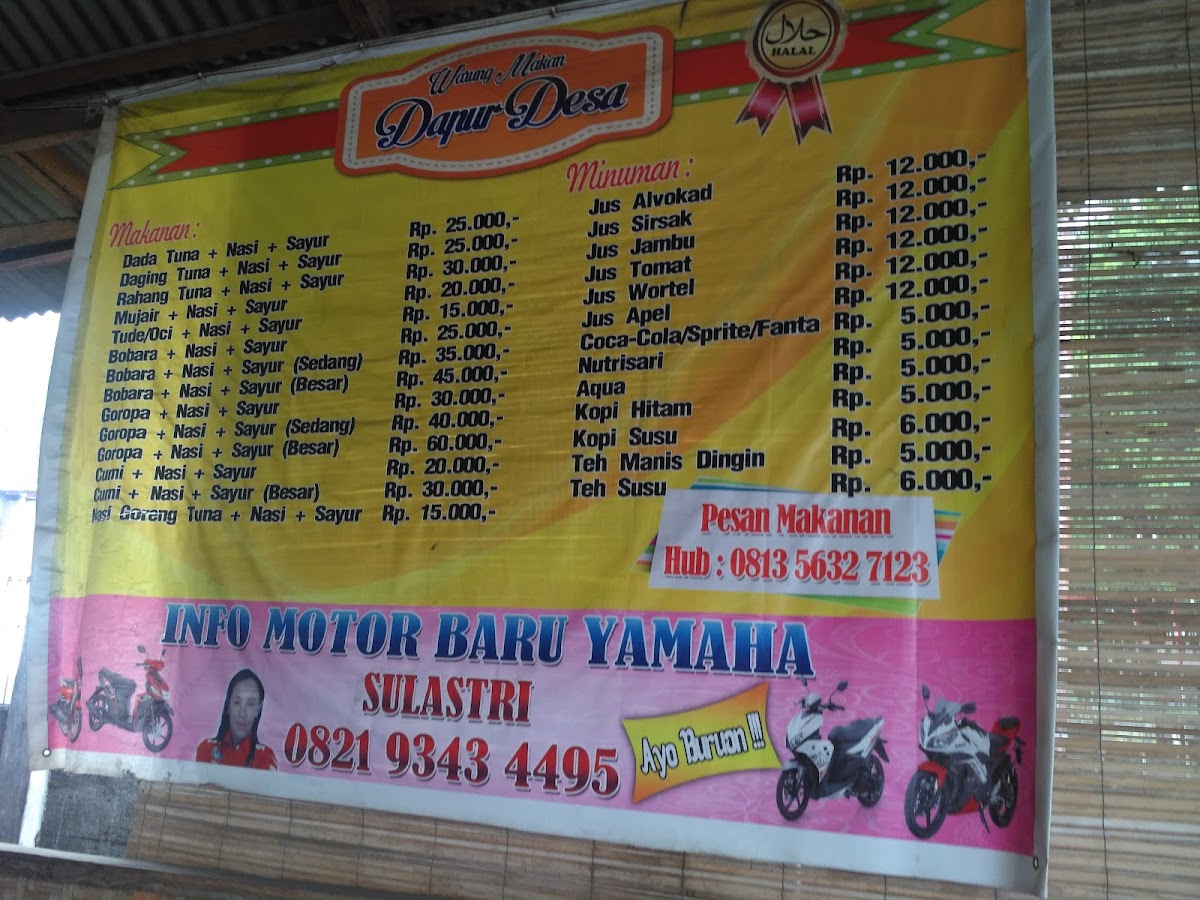 Warung Makan
Dapur Desa
حلال
HALAL
Makanan :
Dada Tuna + Nasi + Sayur Rp. 25.000,-
Daging Tuna + Nasi + Sayur Rp. 25.000,-
Rahang Tuna + Nasi + Sayur Rp. 30.000,-
Mujair + Nasi + Sayur Rp. 20.000,-
Tude/Oci + Nasi + Sayur Rp. 15.000,-
Bobara + Nasi + Sayur Rp. 25.000,-
Bobara + Nasi + Sayur (Sedang) Rp. 35.000,-
Bobara + Nasi + Sayur (Besar) Rp. 45.000,-
Goropa + Nasi + Sayur Rp. 30.000,-
Goropa + Nasi + Sayur (Sedang) Rp. 40.000,-
Goropa + Nasi + Sayur (Besar) Rp. 60.000,-
Cumi + Nasi + Sayur Rp. 20.000,-
Cumi + Nasi + Sayur (Besar) Rp. 30.000,-
Nasi Goreng Tuna + Nasi + Sayur Rp. 15.000,-
Minuman :
Jus Alvokad Rp. 12.000,-
Jus Sirsak Rp. 12.000,-
Jus Jambu Rp. 12.000,-
Jus Tomat Rp. 12.000,-
Jus Wortel Rp. 12.000,-
Jus Apel Rp. 12.000,-
Coca-Cola/Sprite/Fanta Rp. 5.000,-
Nutrisari Rp. 5.000,-
Aqua Rp. 5.000,-
Kopi Hitam Rp. 5.000,-
Kopi Susu Rp. 6.000,-
Teh Manis Dingin Rp. 5.000,-
Teh Susu Rp. 6.000,-
Pesan Makanan
Hub : 0813 5632 7123
INFO MOTOR BARU YAMAHA
SULASTRI
0821 9343 4495
Ayo Buruan !!!